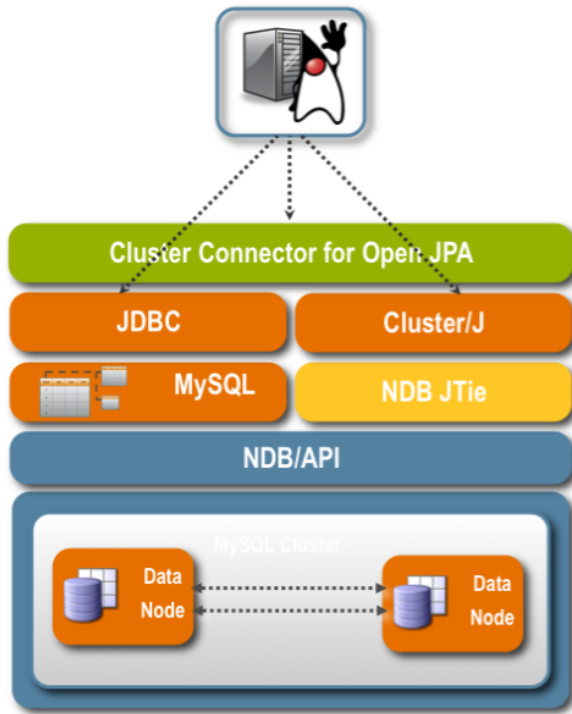 Cluster Connector for Open JPA
JDBC
Cluster/J
MySQL
NDB JTie
NDB/API
MySQL Cluster
Data
Node
Data
Node